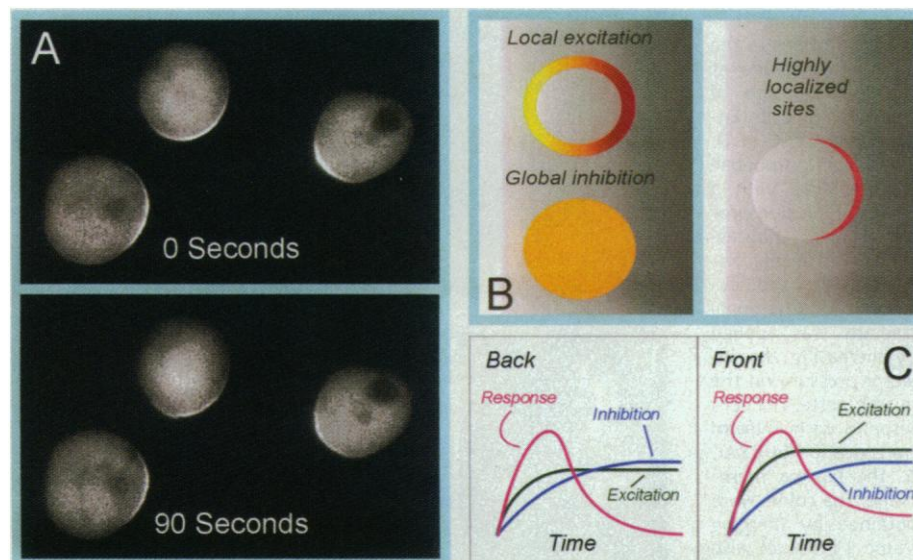 A
0 Seconds
90 Seconds
Local excitation
Global inhibition
B
Highly
localized
sites
Back
Response
Inhibition
Excitation
Time
Front
C
Response
Excitation
Inhibition
Time